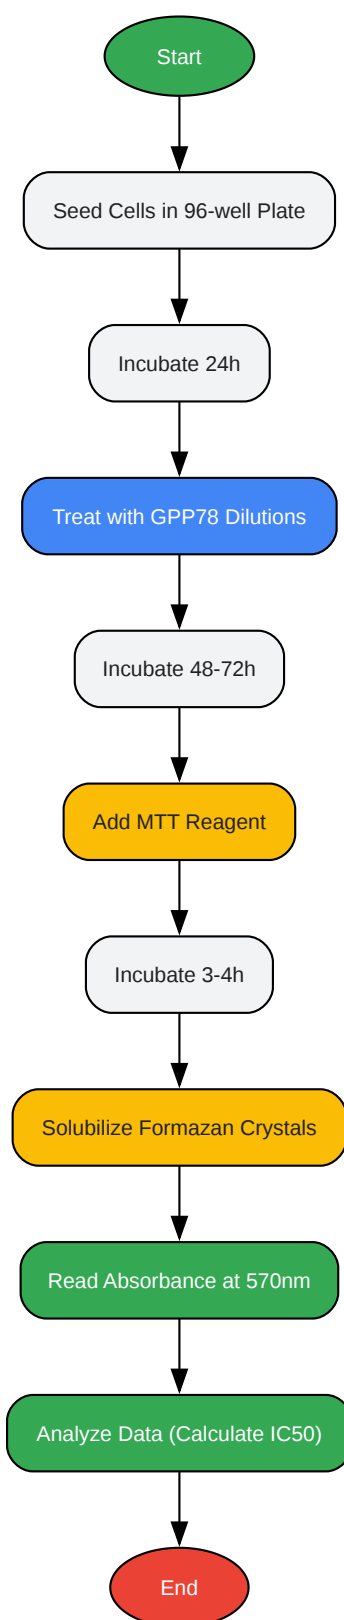 Start
Seed Cells in 96-well Plate
Incubate 24h
Treat with GPP78 Dilutions
Incubate 48-72h
Add MTT Reagent
Incubate 3-4h
Solubilize Formazan Crystals
Read Absorbance at 570nm
Analyze Data (Calculate IC50)
End